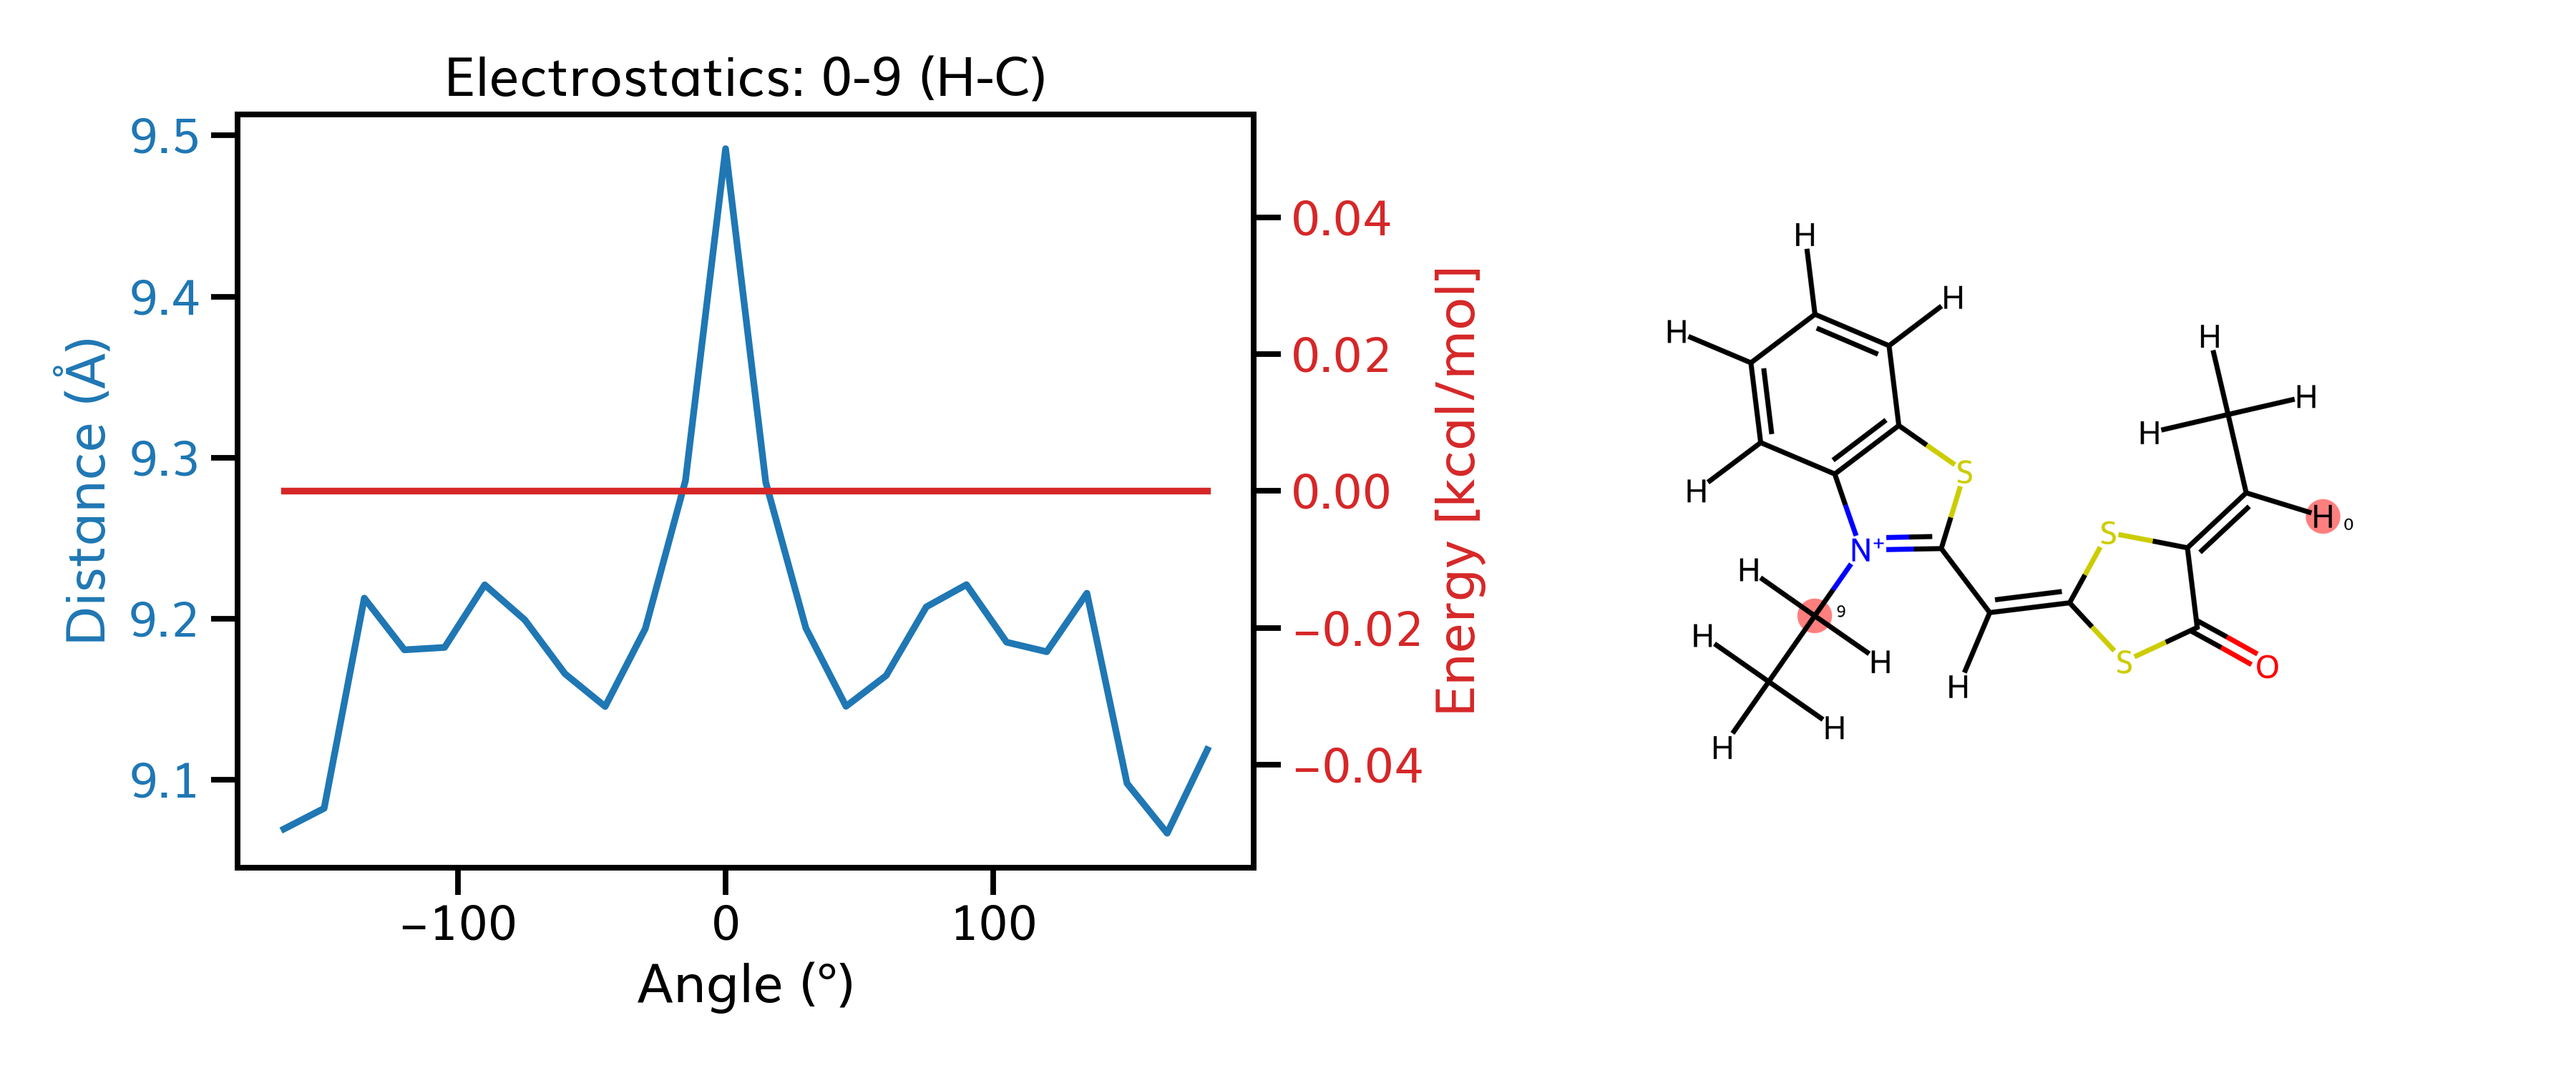 Electrostatics: 0-9 (H-C)
9.5
9.4
9.3
9.2
9.1
Distance (Å)
0.04
0.02
0.00
−0.02
−0.04
Energy [kcal/mol]
−100
0
100
Angle (°)
H
H
H
H
H
H
S
H
S
H 0
N+
H
9
H
H
S
O
H
H
H